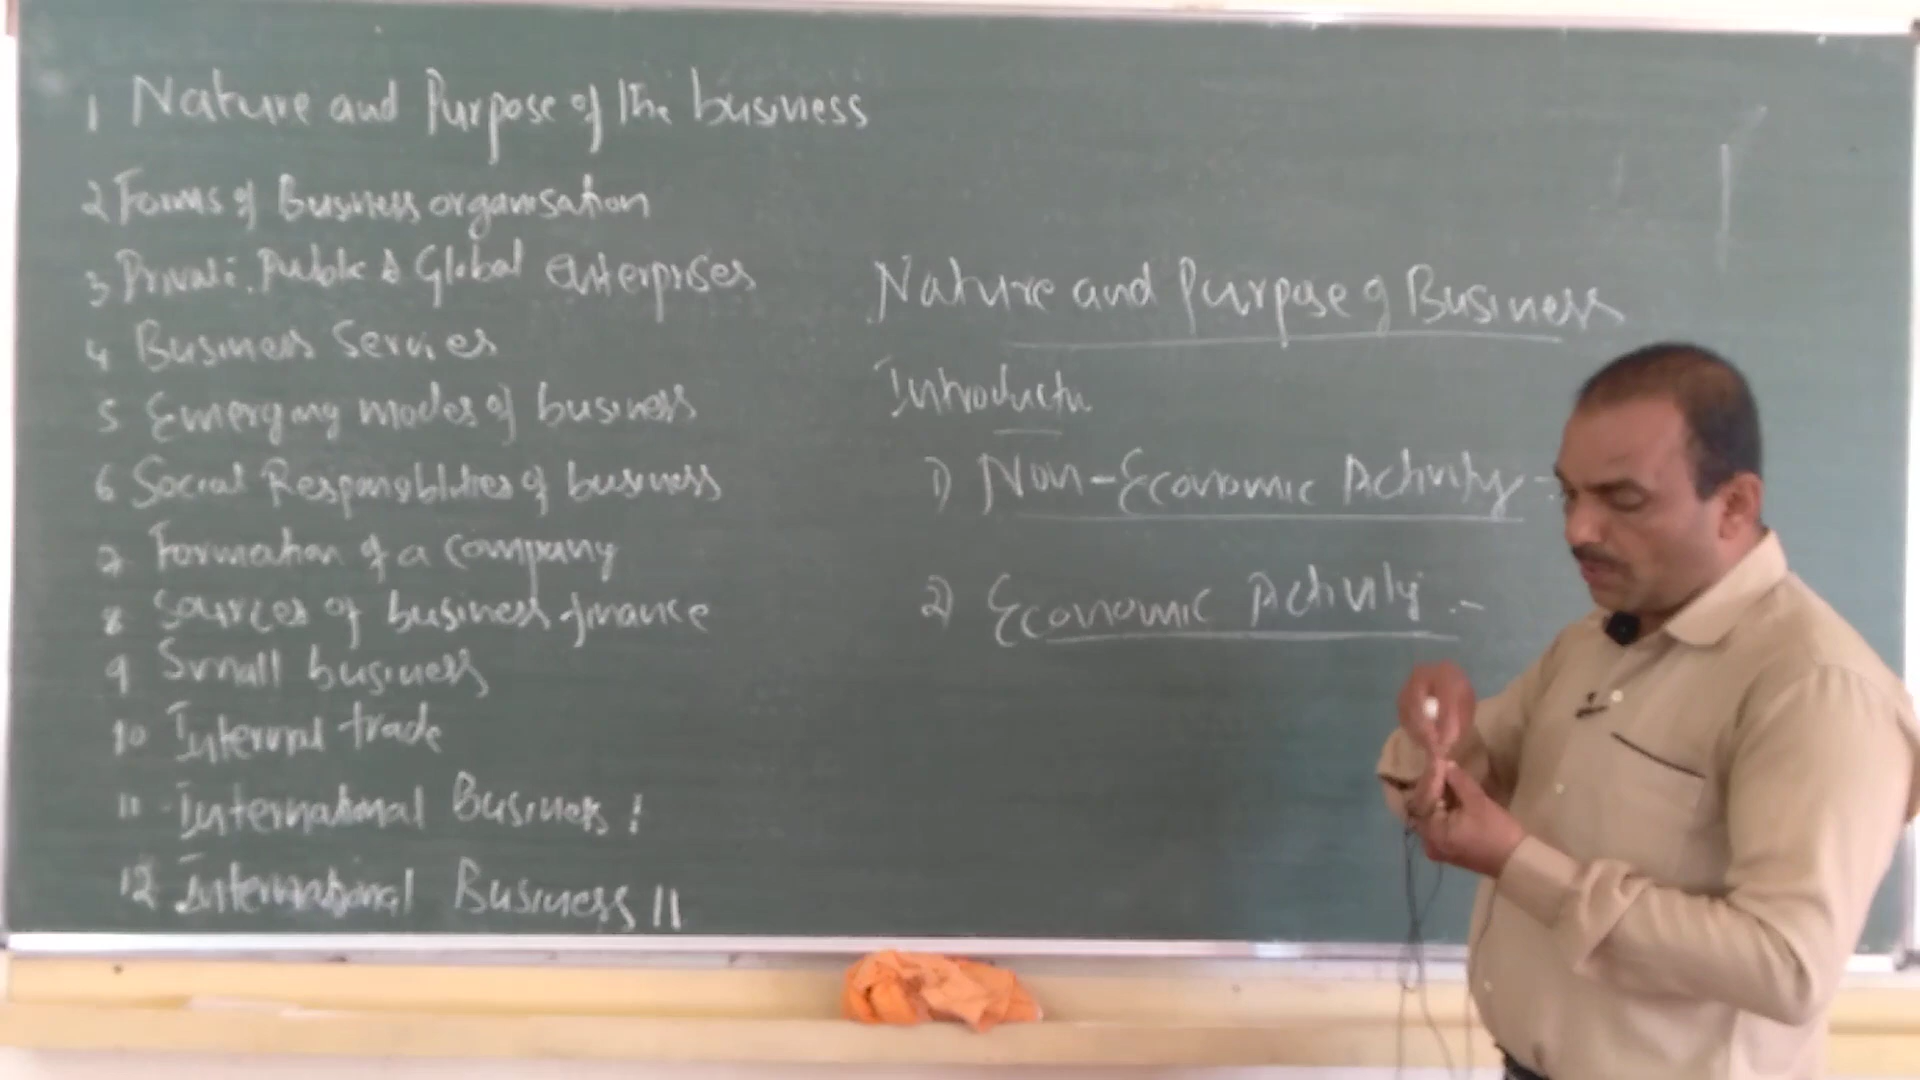 1 Nature and Purpose of the business
2 Forms of Business organisation
3 Private, Public & Global Enterprises
4 Business Services
5 Emerging modes of business
6 Social Responsiblities of business
7 Formation of a Company
8 Sources of business finance
9 Small business
10 Internal trade
11 International Business I
12 International Business II
Nature and Purpose of Business
Introductn
1) Non-Economic Activity :-
2) Economic Activity :-